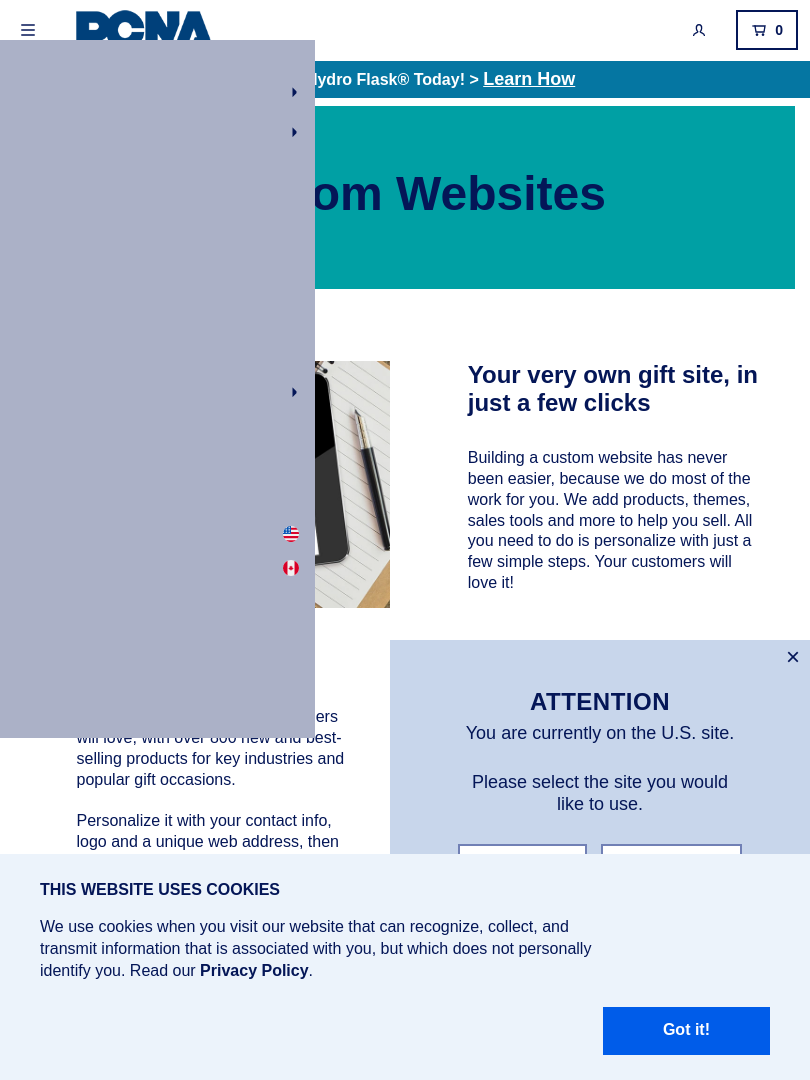 PCNA
0
Hydro Flask® Today! > Learn How
om Websites
Your very own gift site, in
just a few clicks
Building a custom website has never
been easier, because we do most of the
work for you. We add products, themes,
sales tools and more to help you sell. All
you need to do is personalize with just a
few simple steps. Your customers will
love it!
ers
will love, with over 800 new and best-
selling products for key industries and
popular gift occasions.
Personalize it with your contact info,
logo and a unique web address, then
ATTENTION
You are currently on the U.S. site.
Please select the site you would
like to use.
THIS WEBSITE USES COOKIES
We use cookies when you visit our website that can recognize, collect, and
transmit information that is associated with you, but which does not personally
identify you. Read our Privacy Policy.
Got it!